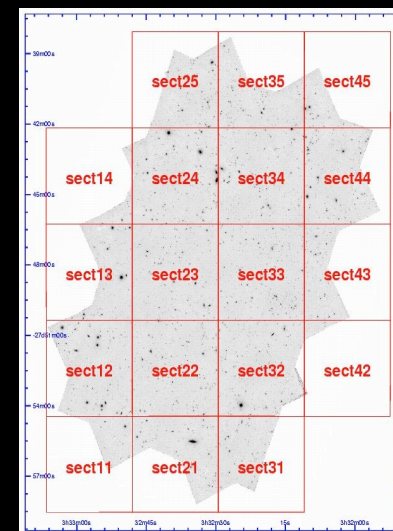 39m00s
sect25 sect35 sect45
42m00s
sect14 sect24 sect34 sect44
45m00s
sect13 sect23 sect33 sect43
48m00s
-27d51m00s
sect12 sect22 sect32 sect42
54m00s
sect11 sect21 sect31
57m00s
3h33m00s 32m45s 3h32m30s 15s 3h32m00s